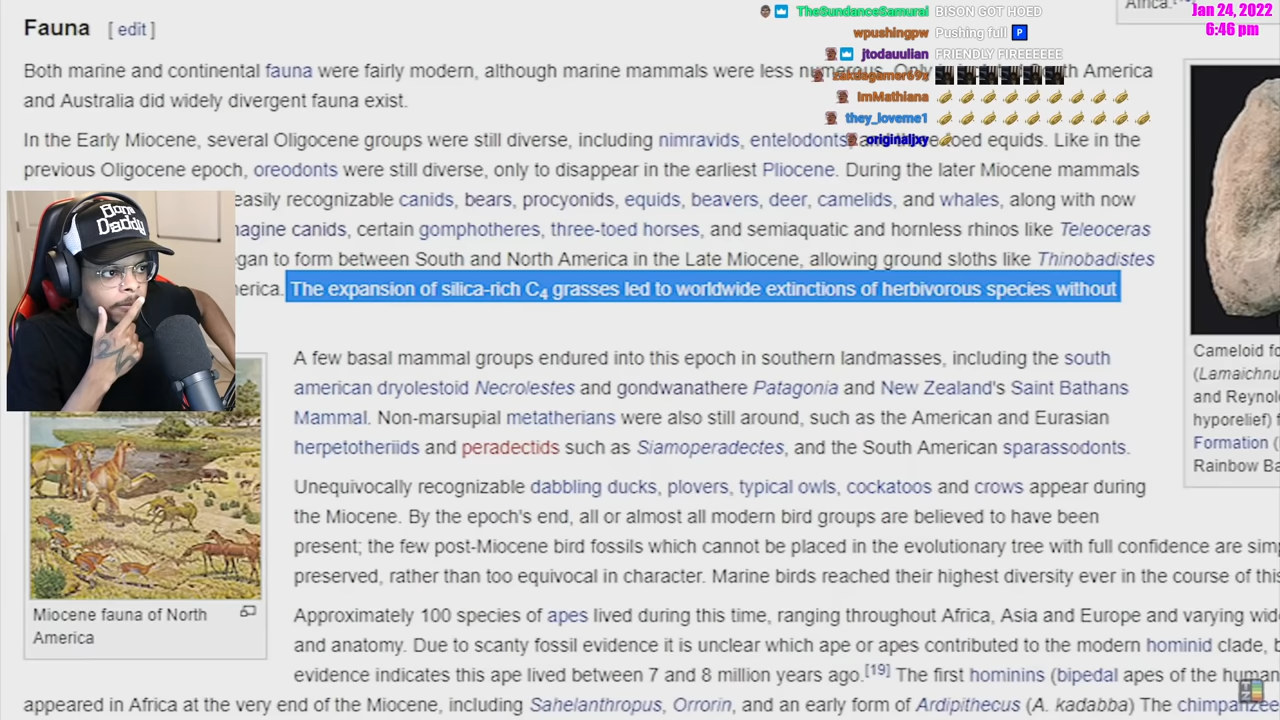 Fauna [ edit ]
Both marine and continental fauna were fairly modern, although marine mammals were less numerous. Only in isolated South America
and Australia did widely divergent fauna exist.
In the Early Miocene, several Oligocene groups were still diverse, including nimravids, entelodonts, and three-toed equids. Like in the
previous Oligocene epoch, oreodonts were still diverse, only to disappear in the earliest Pliocene. During the later Miocene mammals
easily recognizable canids, bears, procyonids, equids, beavers, deer, camelids, and whales, along with now
canids, certain gomphotheres, three-toed horses, and semiaquatic and hornless rhinos like Teleoceras
to form between South and North America in the Late Miocene, allowing ground sloths like Thinobadistes
The expansion of silica-rich C4 grasses led to worldwide extinctions of herbivorous species without
A few basal mammal groups endured into this epoch in southern landmasses, including the south
american dryolestoid Necrolestes and gondwanathere Patagonia and New Zealand's Saint Bathans
Mammal. Non-marsupial metatherians were also still around, such as the American and Eurasian
herpetotheriids and peradectids such as Siamoperadectes, and the South American sparassodonts.
Unequivocally recognizable dabbling ducks, plovers, typical owls, cockatoos and crows appear during
the Miocene. By the epoch's end, all or almost all modern bird groups are believed to have been
present; the few post-Miocene bird fossils which cannot be placed in the evolutionary tree with full confidence are
preserved, rather than too equivocal in character. Marine birds reached their highest diversity ever in the course of this
Approximately 100 species of apes lived during this time, ranging throughout Africa, Asia and Europe and varying
and anatomy. Due to scanty fossil evidence it is unclear which ape or apes contributed to the modern hominid clade,
evidence indicates this ape lived between 7 and 8 million years ago.[19] The first hominins (bipedal apes of the
appeared in Africa at the very end of the Miocene, including Sahelanthropus, Orrorin, and an early form of Ardipithecus (A. kadabba) The chimpanzee
Miocene fauna of North
America
TheSundanceSamurai BISON GOT HOED
wpushingpw Pushing full P
jtodauulian FRIENDLY FIREEEEEE
zakdagamer69s
ImMathiana
they_loveme1
originaljxy
Africa.
Jan 24, 2022
6:46 pm
Daddy
Cameloid
and
hyporelief)
Formation (
Rainbow